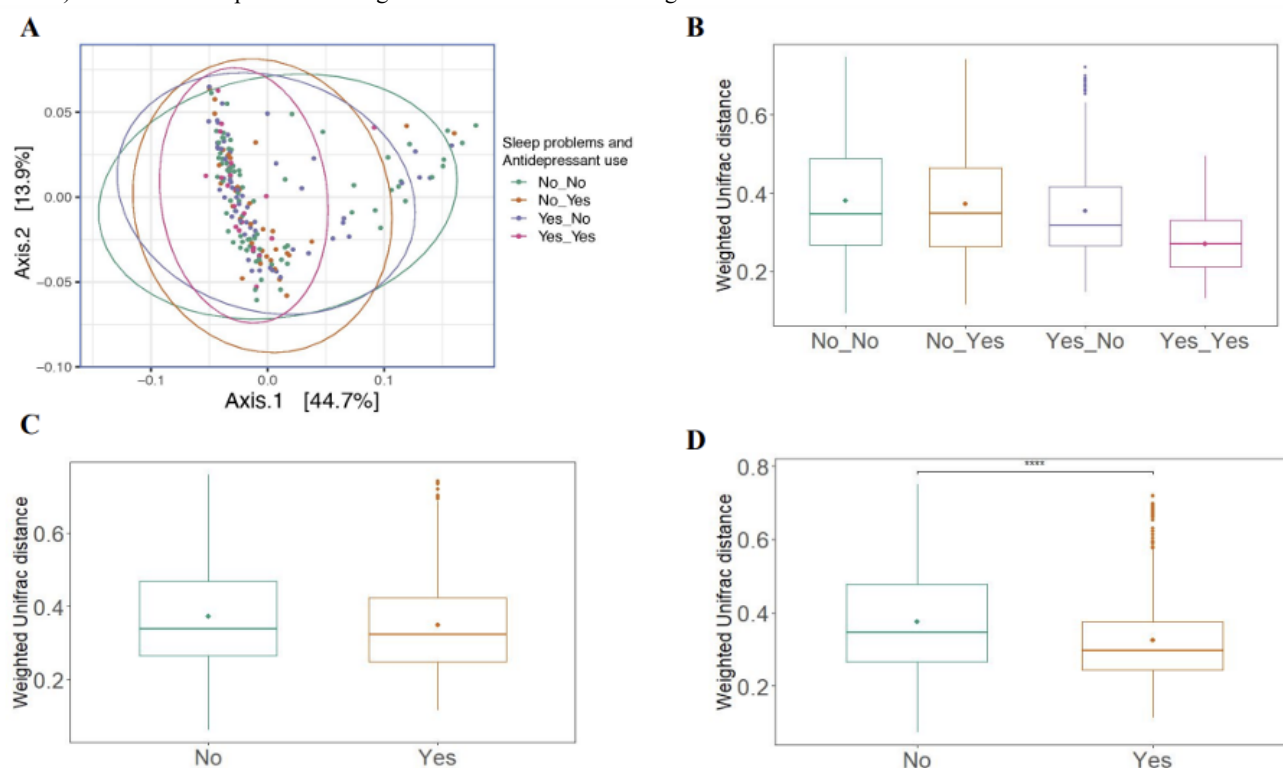 A
0.05
0.00
−0.05
−0.10
Axis.2 [13.9%]
−0.1
0.0
0.1
Axis.1 [44.7%]
Sleep problems and
Antidepressant use
No_No
No_Yes
Yes_No
Yes_Yes
B
Weighted Unifrac distance
0.6
0.4
0.2
No_No
No_Yes
Yes_No
Yes_Yes
C
Weighted Unifrac distance
0.6
0.4
0.2
No
Yes
D
Weighted Unifrac distance
0.8
0.6
0.4
0.2
****
No
Yes